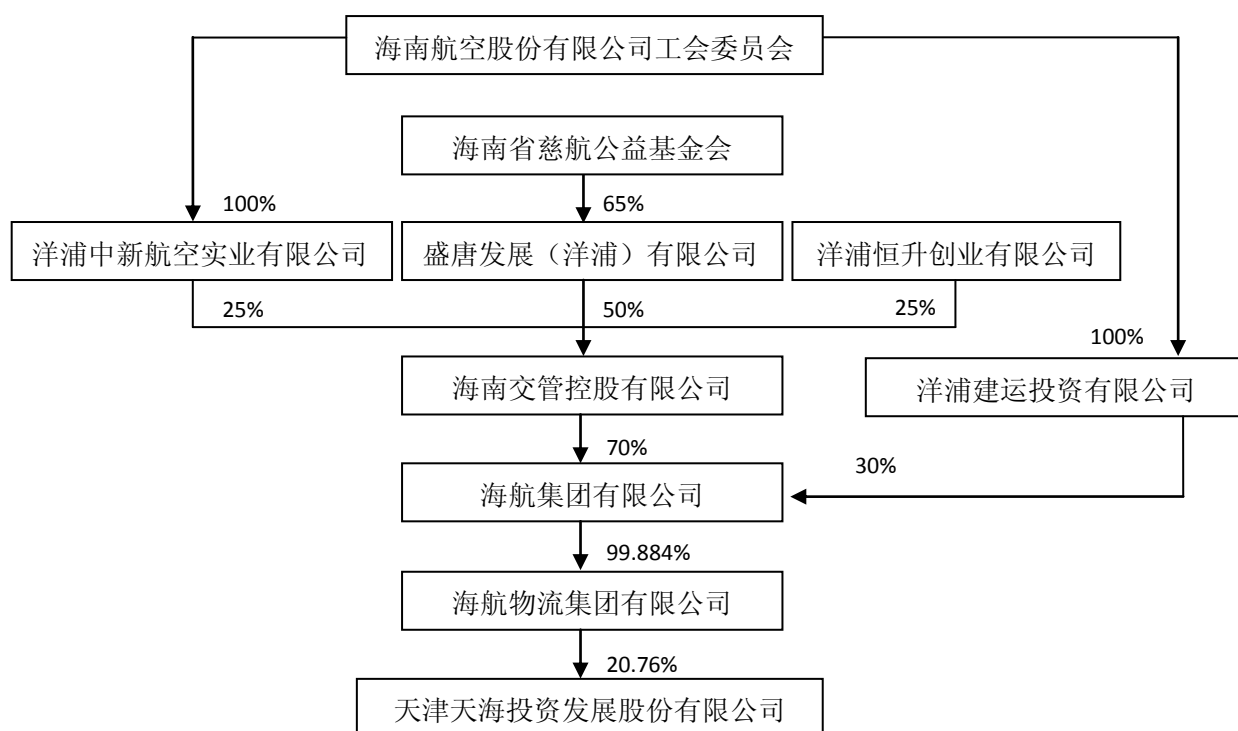 海南航空股份有限公司工会委员会
海南省慈航公益基金会
100%
65%
洋浦中新航空实业有限公司
盛唐发展（洋浦）有限公司
洋浦恒升创业有限公司
25%
50%
25%
100%
海南交管控股有限公司
洋浦建运投资有限公司
70%
30%
海航集团有限公司
99.884%
海航物流集团有限公司
20.76%
天津天海投资发展股份有限公司